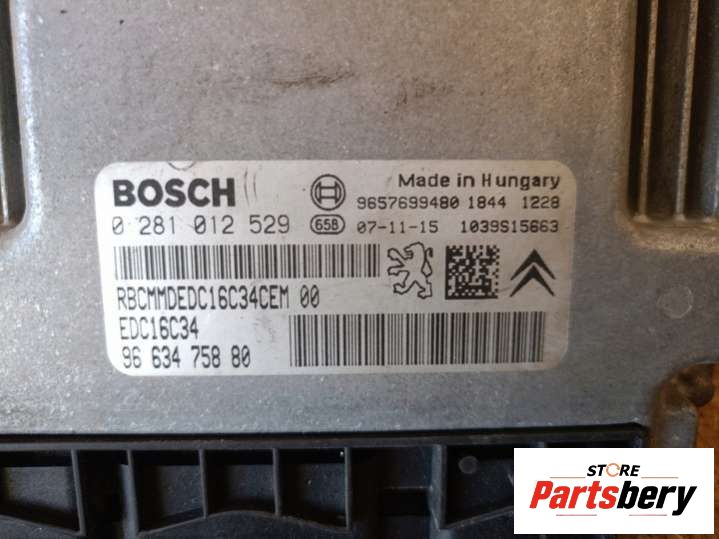 BOSCH
Made in Hungary
9657699480 1844 1228
0 281 012 529 658 07-11-15 1039S15663
RBCMMDEDC16C34CEM 00
EDC16C34
96 634 758 80
STORE
Partsbery